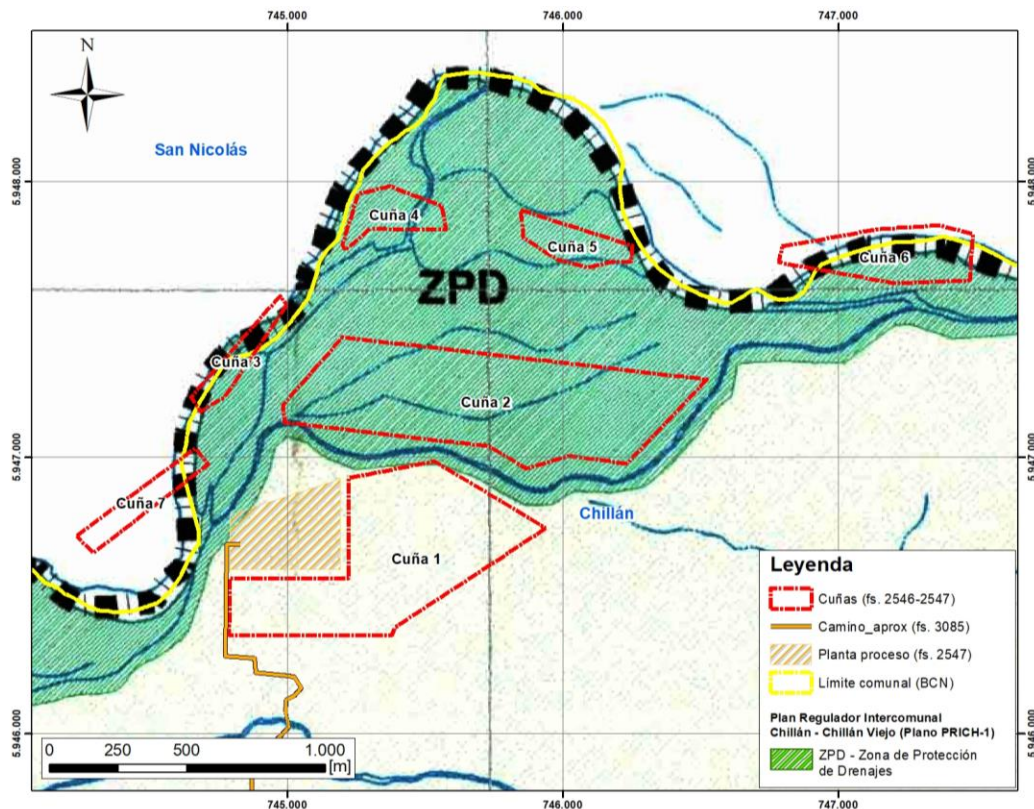 745.000
746.000
747.000
N
San Nicolás
5.948.000
5.948.000
Cuña 4
Cuña 5
Cuña 6
ZPD
Cuña 3
Cuña 2
5.947.000
5.947.000
Cuña 7
Chillán
Cuña 1
Leyenda
Cuñas (fs. 2546-2547)
Camino_aprox (fs. 3085)
Planta proceso (fs. 2547)
Límite comunal (BCN)
Plan Regulador Intercomunal
Chillán - Chillán Viejo (Plano PRICH-1)
ZPD - Zona de Protección
de Drenajes
5.946.000
5.946.000
0 250 500 1.000
[m]
745.000
746.000
747.000